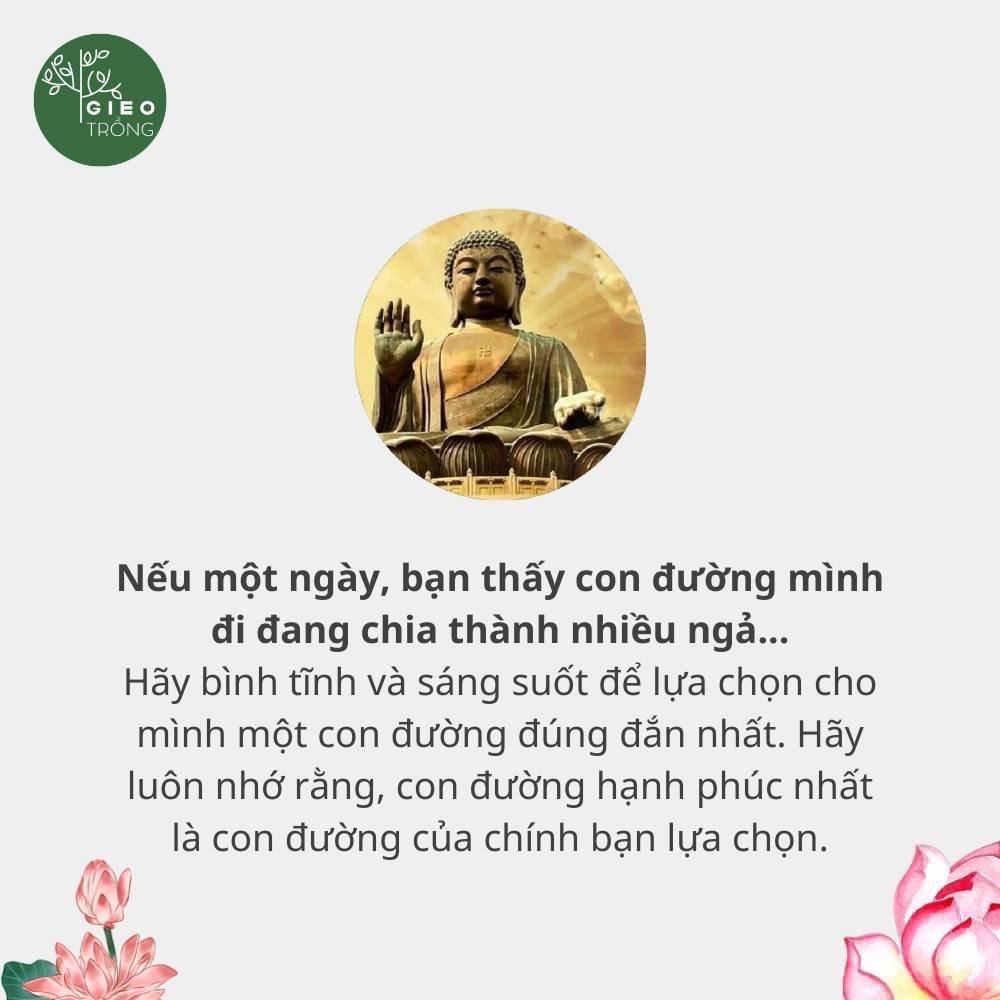 GIEO
TRỒNG
Nếu một ngày, bạn thấy con đường mình
đi đang chia thành nhiều ngả...
Hãy bình tĩnh và sáng suốt để lựa chọn cho
mình một con đường đúng đắn nhất. Hãy
luôn nhớ rằng, con đường hạnh phúc nhất
là con đường của chính bạn lựa chọn.